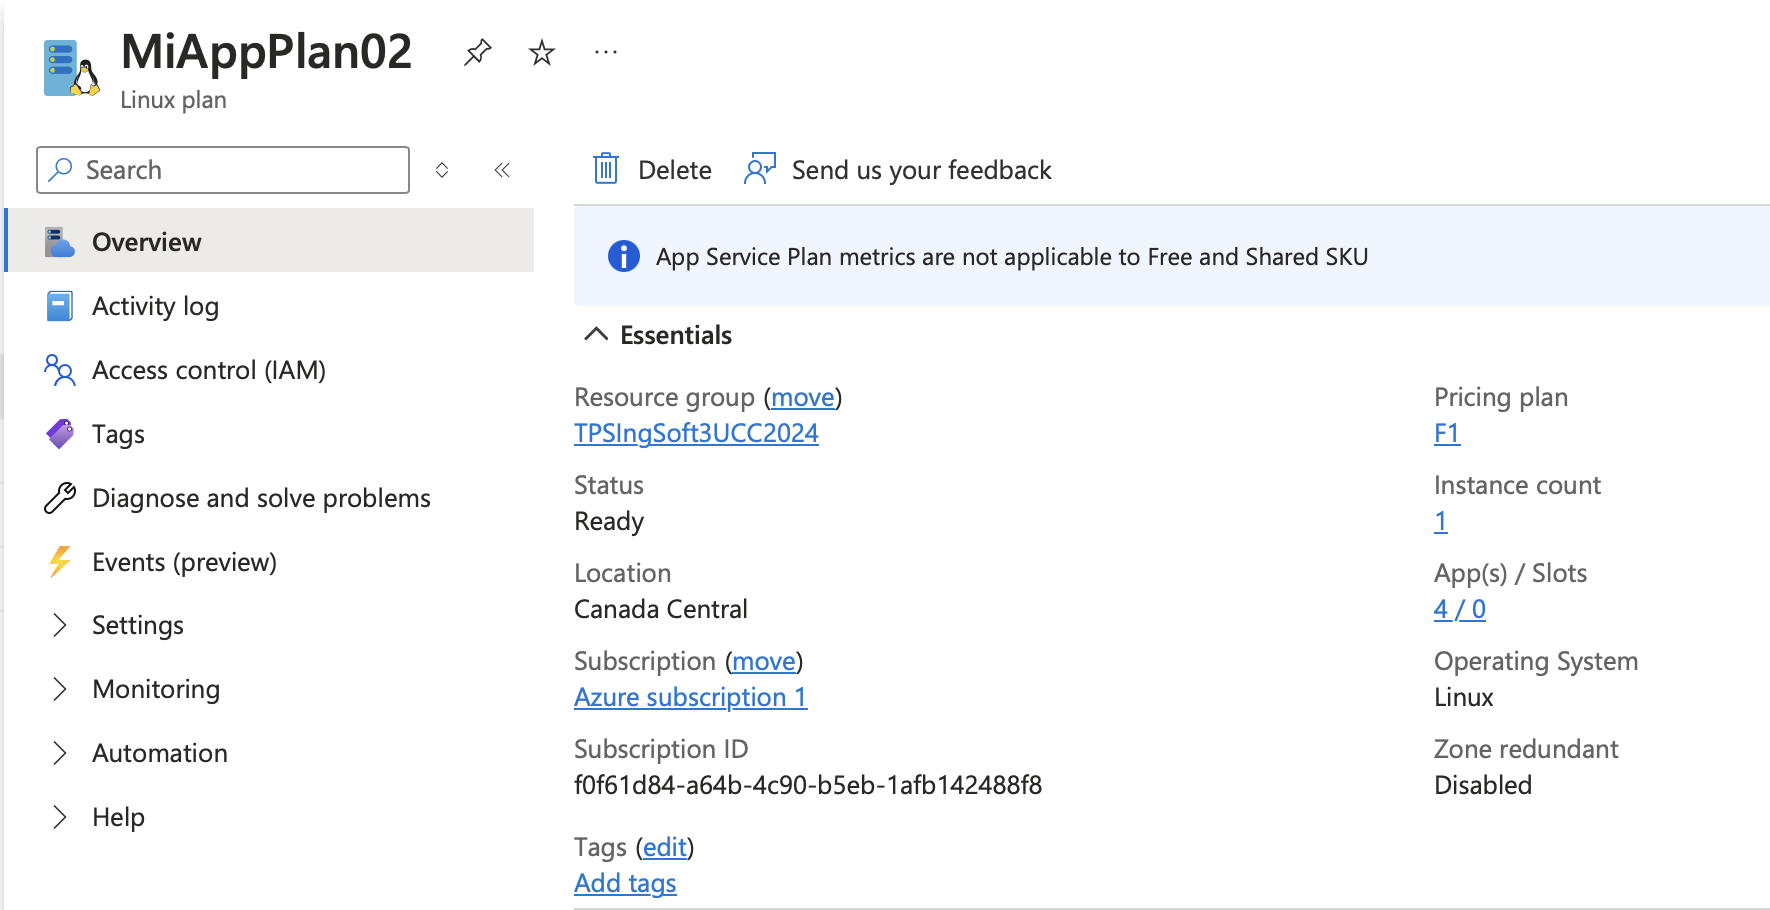 MiAppPlan02
Linux plan
Search
Overview
Activity log
Access control (IAM)
Tags
Diagnose and solve problems
Events (preview)
Settings
Monitoring
Automation
Help
Delete
Send us your feedback
App Service Plan metrics are not applicable to Free and Shared SKU
Essentials
Resource group (move)
TPSIngSoft3UCC2024
Status
Ready
Location
Canada Central
Subscription (move)
Azure subscription 1
Subscription ID
f0f61d84-a64b-4c90-b5eb-1afb142488f8
Tags (edit)
Add tags
Pricing plan
F1
Instance count
1
App(s) / Slots
4 / 0
Operating System
Linux
Zone redundant
Disabled